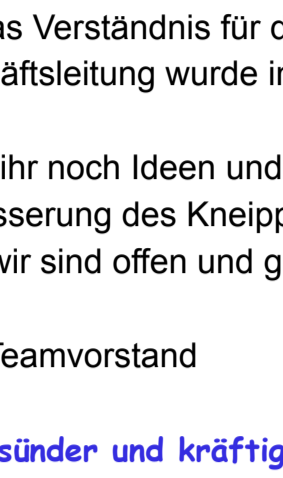 as Verständnis für d
äftsleitung wurde in
ihr noch Ideen und
sserung des Kneipp
wir sind offen und g
Teamvorstand
sünder und kräftig